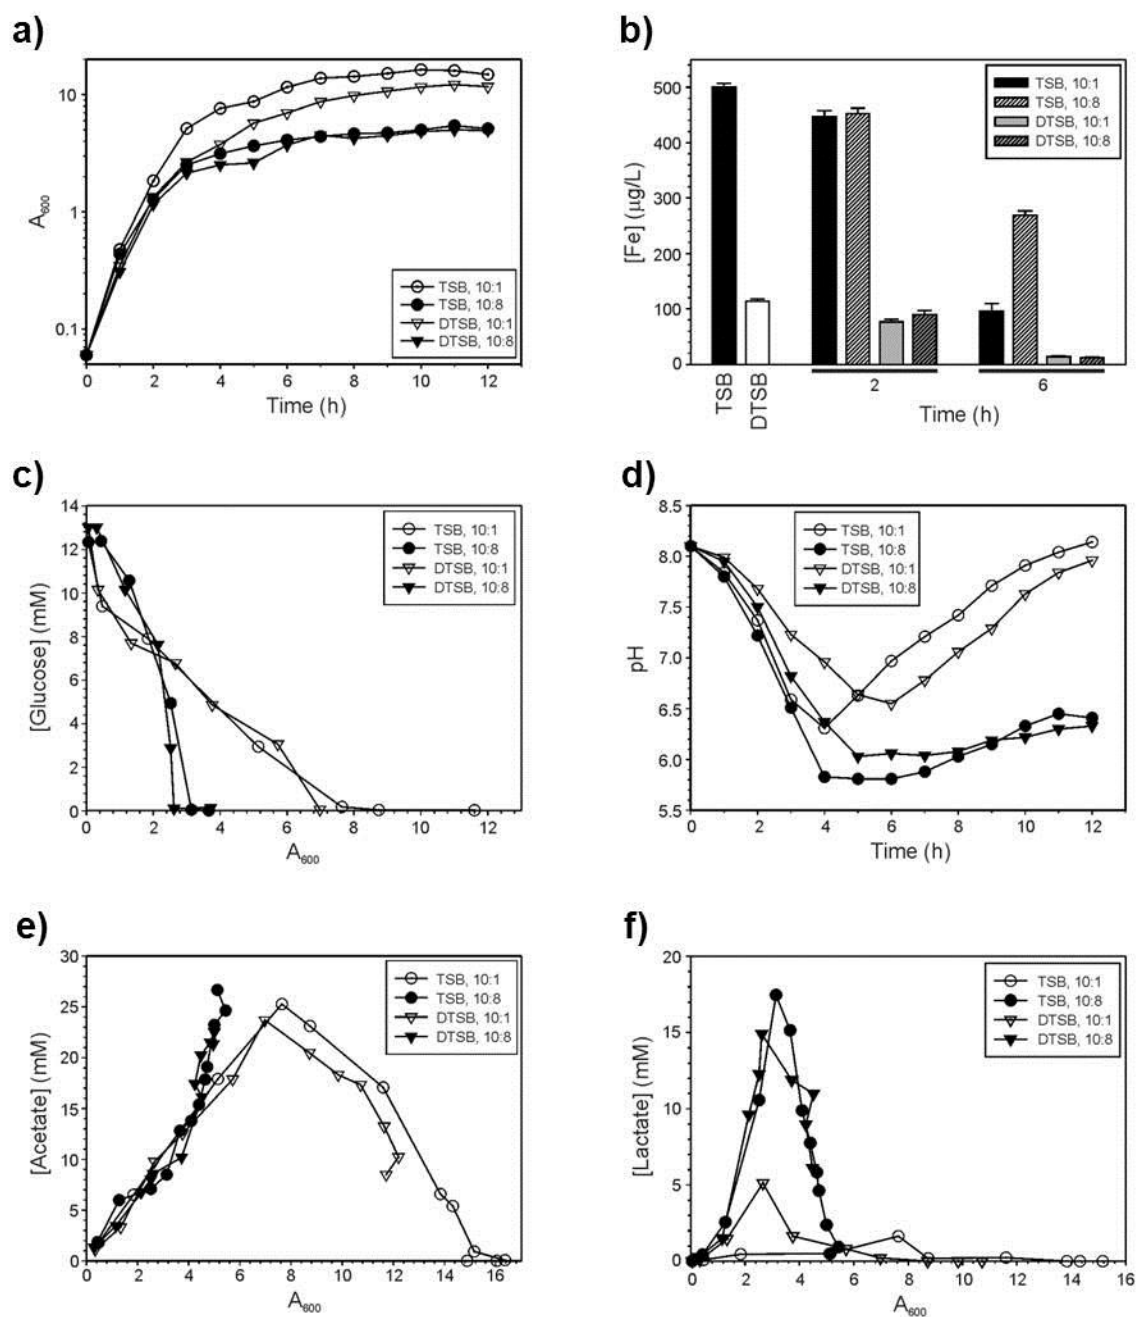 a)
10
1
0.1
A600
0 2 4 6 8 10 12
Time (h)
TSB, 10:1
TSB, 10:8
DTSB, 10:1
DTSB, 10:8
b)
500
400
300
200
100
0
[Fe] (µg/L)
TSB, 10:1
TSB, 10:8
DTSB, 10:1
DTSB, 10:8
TSB
DTSB
2
6
Time (h)
c)
14
12
10
8
6
4
2
0
[Glucose] (mM)
0 2 4 6 8 10 12
A600
TSB, 10:1
TSB, 10:8
DTSB, 10:1
DTSB, 10:8
d)
8.5
8.0
7.5
7.0
6.5
6.0
5.5
pH
0 2 4 6 8 10 12
Time (h)
TSB, 10:1
TSB, 10:8
DTSB, 10:1
DTSB, 10:8
e)
30
25
20
15
10
5
0
[Acetate] (mM)
0 2 4 6 8 10 12 14 16
A600
TSB, 10:1
TSB, 10:8
DTSB, 10:1
DTSB, 10:8
f)
20
15
10
5
0
[Lactate] (mM)
0 2 4 6 8 10 12 14 16
A600
TSB, 10:1
TSB, 10:8
DTSB, 10:1
DTSB, 10:8